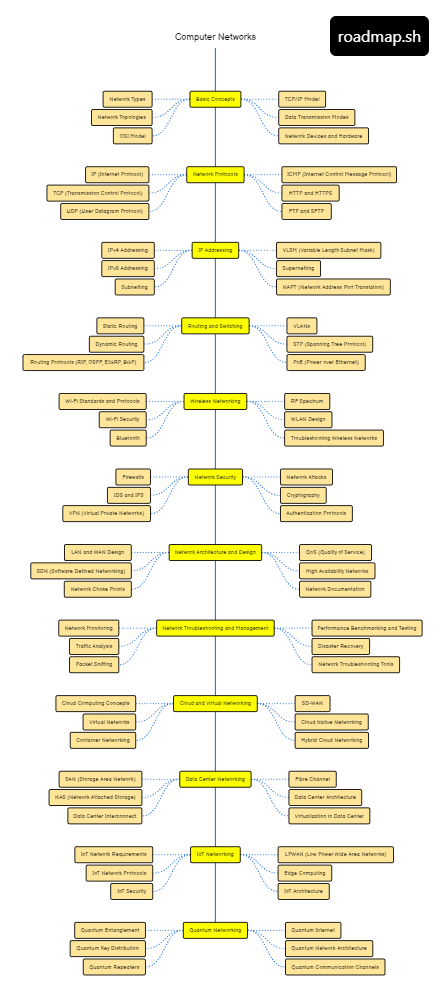 Computer Networks
roadmap.sh
Network Types
Network Topologies
OSI Model
Basic Concepts
TCP/IP Model
Data Transmission Modes
Network Devices and Hardware
IP (Internet Protocol)
TCP (Transmission Control Protocol)
UDP (User Datagram Protocol)
Network Protocols
ICMP (Internet Control Message Protocol)
HTTP and HTTPS
FTP and SFTP
IPv4 Addressing
IPv6 Addressing
Subnetting
IP Addressing
VLSM (Variable Length Subnet Mask)
Supernetting
NAPT (Network Address Port Translation)
Static Routing
Dynamic Routing
Routing Protocols (RIP, OSPF, EIGRP, BGP)
Routing and Switching
VLANs
STP (Spanning Tree Protocol)
PoE (Power over Ethernet)
Wi-Fi Standards and Protocols
Wi-Fi Security
Bluetooth
Wireless Networking
RF Spectrum
WLAN Design
Troubleshooting Wireless Networks
Firewalls
IDS and IPS
VPN (Virtual Private Networks)
Network Security
Network Attacks
Cryptography
Authentication Protocols
LAN and WAN Design
SDN (Software Defined Networking)
Network Choke Points
Network Architecture and Design
QoS (Quality of Service)
High Availability Networks
Network Documentation
Network Monitoring
Traffic Analysis
Packet Sniffing
Network Troubleshooting and Management
Performance Benchmarking and Testing
Disaster Recovery
Network Troubleshooting Tools
Cloud Computing Concepts
Virtual Networks
Container Networking
Cloud and Virtual Networking
SD-WAN
Cloud Native Networking
Hybrid Cloud Networking
SAN (Storage Area Network)
NAS (Network Attached Storage)
Data Center Interconnect
Data Center Networking
Fibre Channel
Data Center Architecture
Virtualization in Data Center
IoT Network Requirements
IoT Network Protocols
IoT Security
IoT Networking
LPWAN (Low Power Wide Area Networks)
Edge Computing
IoT Architecture
Quantum Entanglement
Quantum Key Distribution
Quantum Repeaters
Quantum Networking
Quantum Internet
Quantum Network Architecture
Quantum Communication Channels